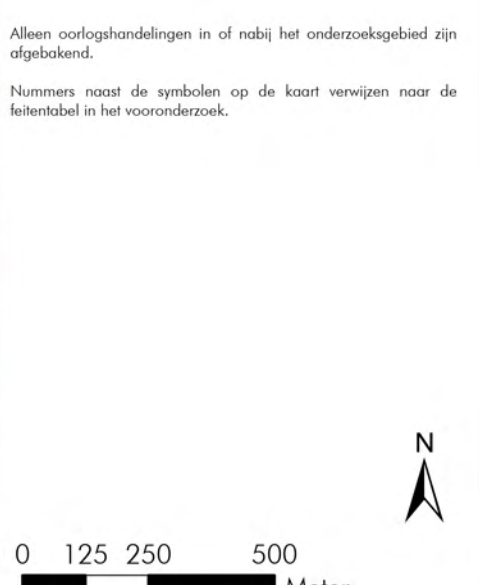 Alleen oorlogshandelingen in of nabij het onderzoeksgebied zijn
afgebakend.
Nummers naast de symbolen op de kaart verwijzen naar de
feitentabel in het vooronderzoek.
N
0 125 250 500
Meter